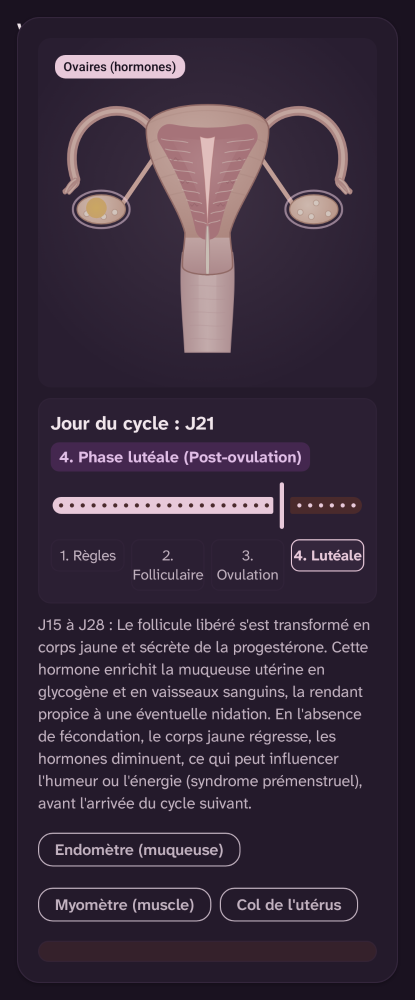 Ovaires (hormones)
Jour du cycle : J21
4. Phase lutéale (Post-ovulation)
1. Règles
2.
Folliculaire
3.
Ovulation
4. Lutéale
J15 à J28 : Le follicule libéré s'est transformé en
corps jaune et sécrète de la progestérone. Cette
hormone enrichit la muqueuse utérine en
glycogène et en vaisseaux sanguins, la rendant
propice à une éventuelle nidation. En l'absence
de fécondation, le corps jaune régresse, les
hormones diminuent, ce qui peut influencer
l'humeur ou l'énergie (syndrome prémenstruel),
avant l'arrivée du cycle suivant.
Endomètre (muqueuse)
Myomètre (muscle)
Col de l'utérus